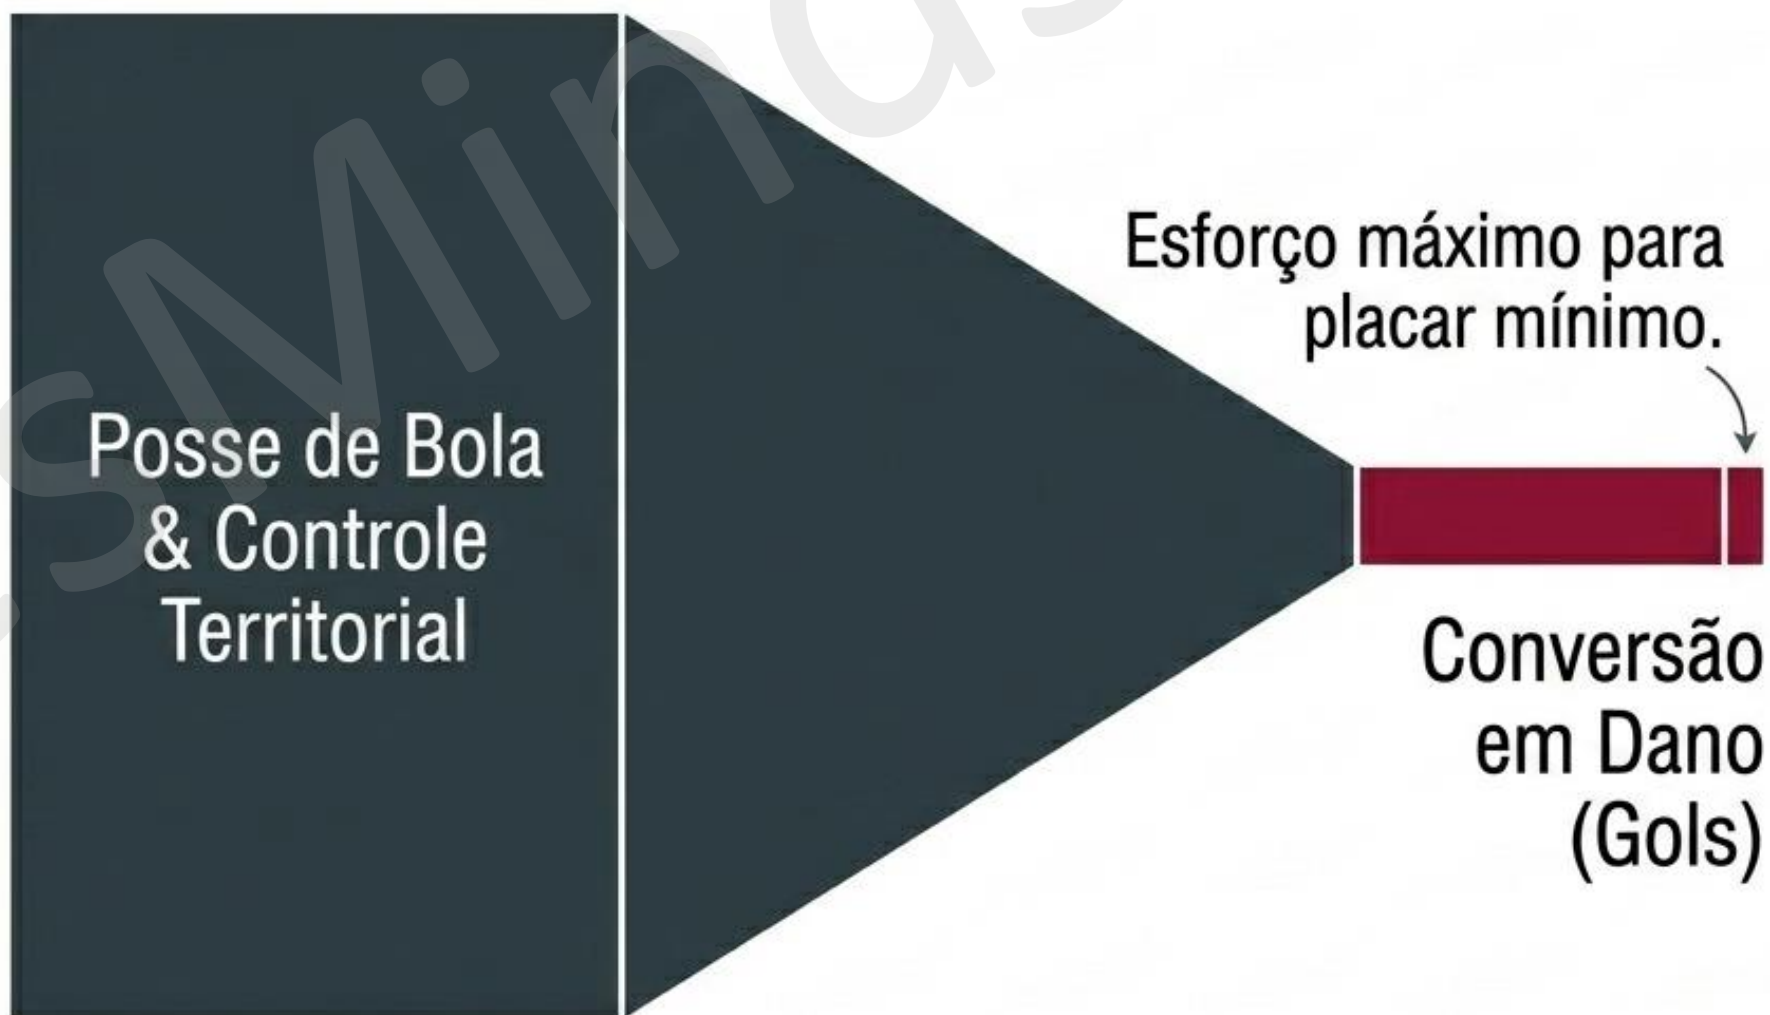 Esforço máximo para
placar mínimo.
Posse de Bola
& Controle
Territorial
Conversão
em Dano
(Gols)